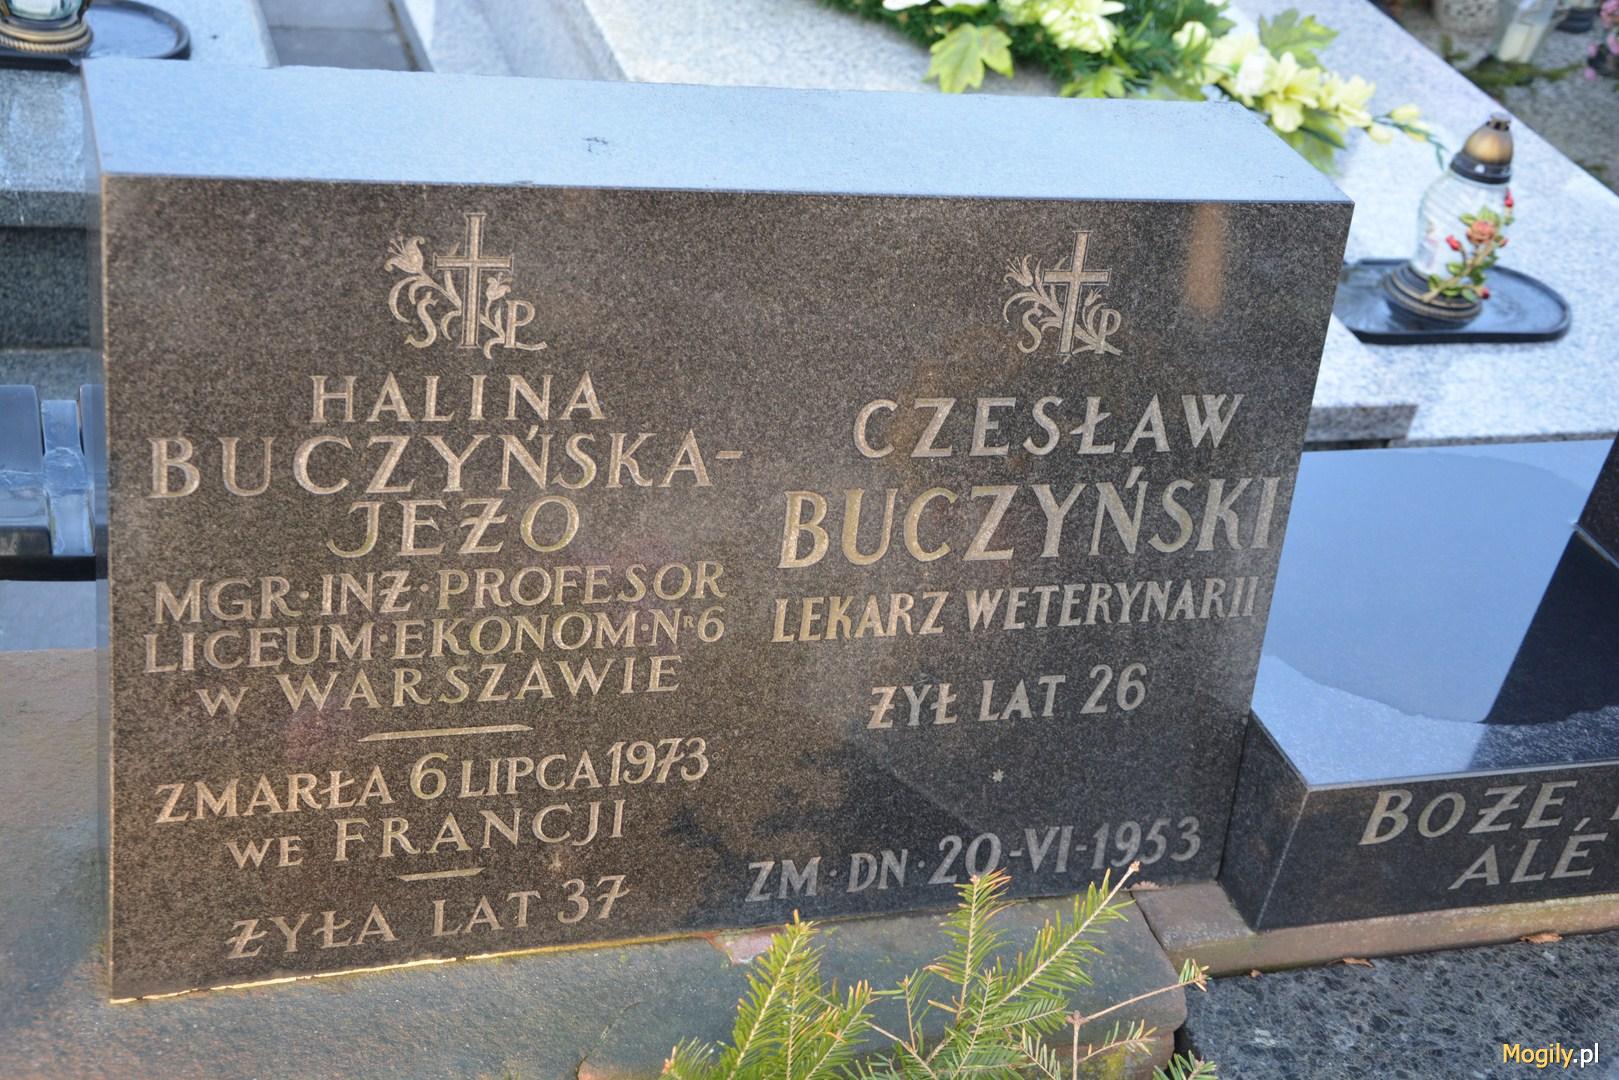 Ś P
HALINA
BUCZYŃSKA-
JEŻO
MGR·INŻ·PROFESOR
LICEUM·EKONOM·Nr6
W WARSZAWIE
ZMARŁA 6 LIPCA 1973
WE FRANCJI
ŻYŁA LAT 37
Ś P
CZESŁAW
BUCZYŃSKI
LEKARZ WETERYNARII
ŻYŁ LAT 26
*
ZM·DN·20-VI-1953
BOŻE
ALÉ
Mogily.pl